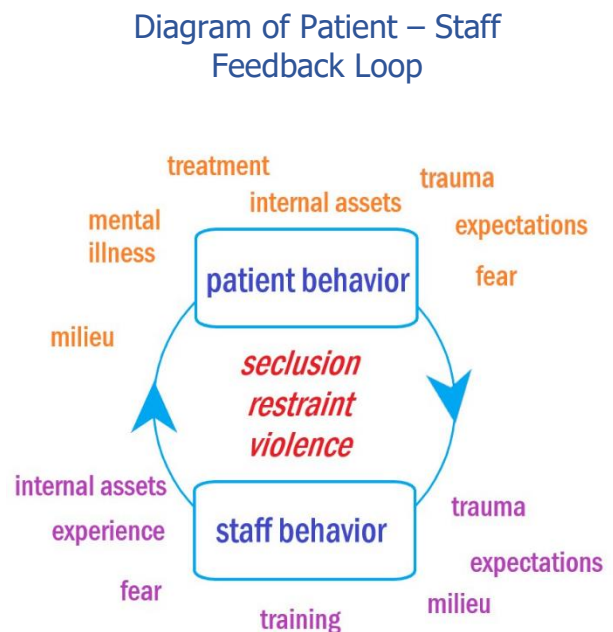 Diagram of Patient – Staff
Feedback Loop
treatment
trauma
internal assets
mental
illness
expectations
patient behavior
fear
milieu
seclusion
restraint
violence
internal assets
experience
staff behavior
trauma
expectations
fear
milieu
training